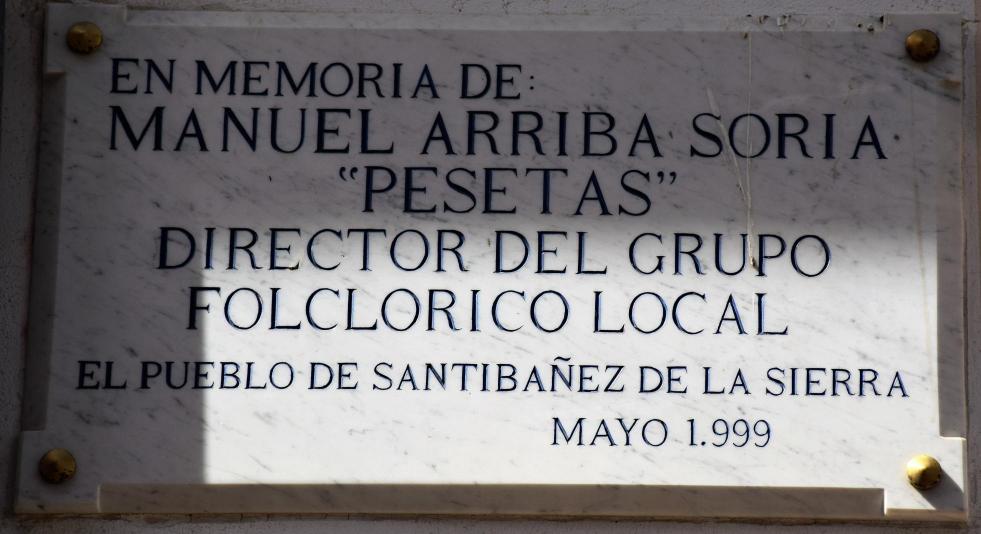 EN MEMORIA DE:
MANUEL ARRIBA SORIA
“PESETAS”
DIRECTOR DEL GRUPO
FOLCLORICO LOCAL
EL PUEBLO DE SANTIBAÑEZ DE LA SIERRA
MAYO 1.999